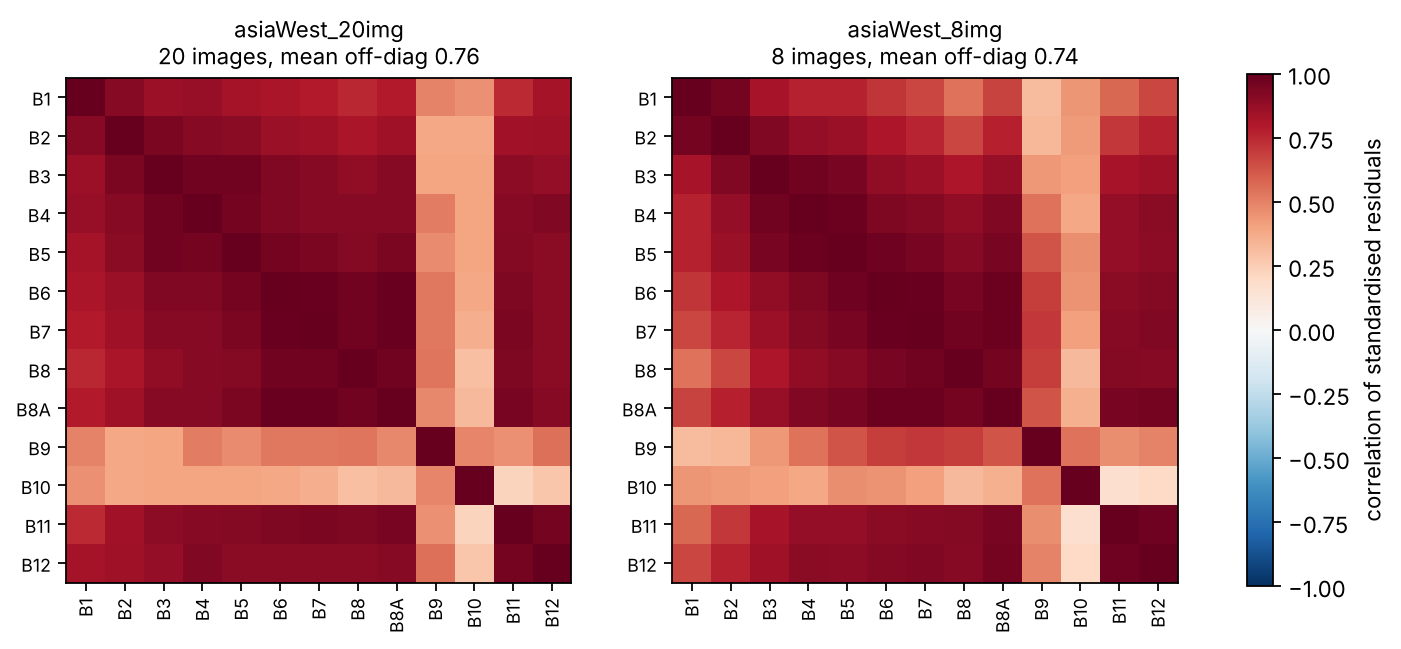 asiaWest_20img
20 images, mean off-diag 0.76
B1
B2
B3
B4
B5
B6
B7
B8
B8A
B9
B10
B11
B12
B1
B2
B3
B4
B5
B6
B7
B8
B8A
B9
B10
B11
B12
asiaWest_8img
8 images, mean off-diag 0.74
B1
B2
B3
B4
B5
B6
B7
B8
B8A
B9
B10
B11
B12
B1
B2
B3
B4
B5
B6
B7
B8
B8A
B9
B10
B11
B12
1.00
0.75
0.50
0.25
0.00
−0.25
−0.50
−0.75
−1.00
correlation of standardised residuals